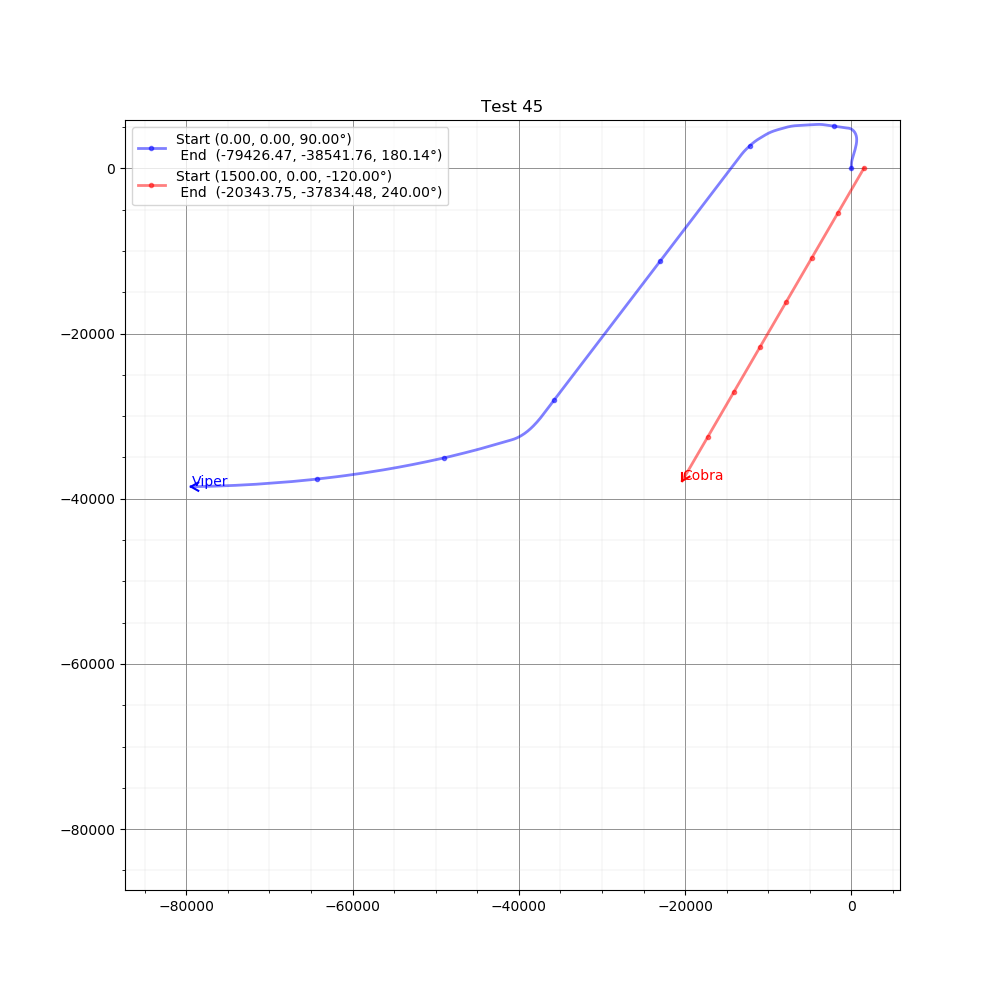 Test 45
Start (0.00, 0.00, 90.00°)
End  (-79426.47, -38541.76, 180.14°)
Start (1500.00, 0.00, -120.00°)
End  (-20343.75, -37834.48, 240.00°)
0
−20000
−40000
−60000
−80000
Viper
Cobra
−80000 −60000 −40000 −20000 0